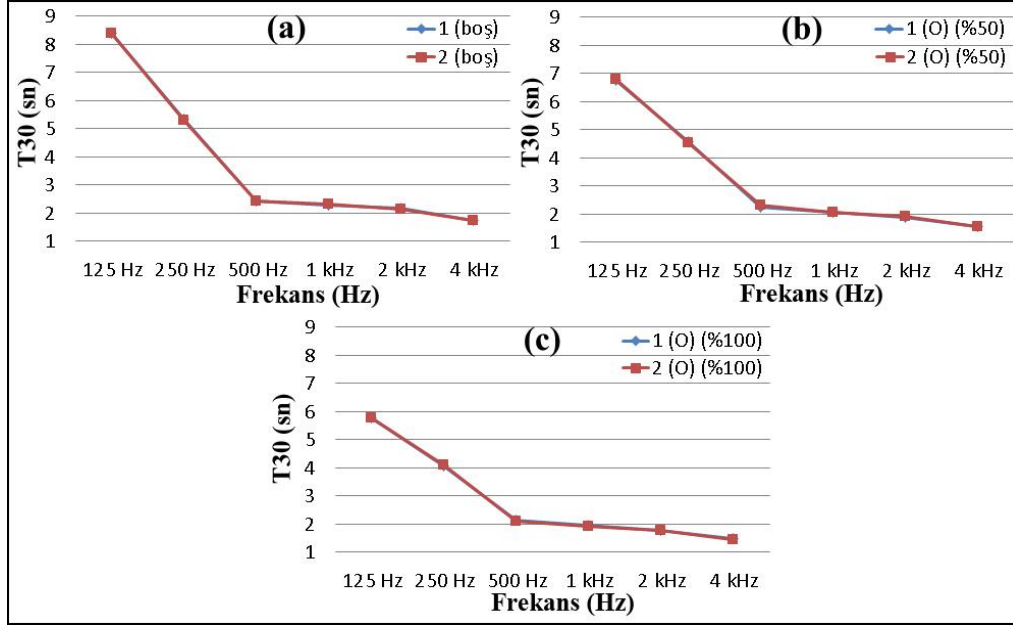 (a)
1 (boş)
2 (boş)
T30 (sn)
9
8
7
6
5
4
3
2
1
125 Hz 250 Hz 500 Hz 1 kHz 2 kHz 4 kHz
Frekans (Hz)
(b)
1 (O) (%50)
2 (O) (%50)
T30 (sn)
9
8
7
6
5
4
3
2
1
125 Hz 250 Hz 500 Hz 1 kHz 2 kHz 4 kHz
Frekans (Hz)
(c)
1 (O) (%100)
2 (O) (%100)
T30 (sn)
9
8
7
6
5
4
3
2
1
125 Hz 250 Hz 500 Hz 1 kHz 2 kHz 4 kHz
Frekans (Hz)